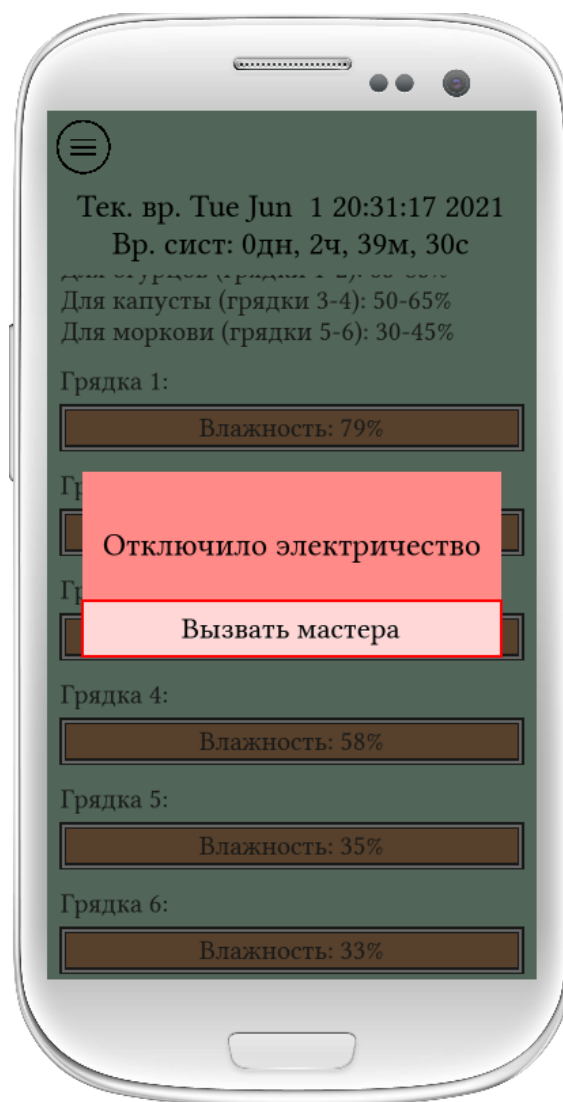 Тек. вр. Tue Jun  1 20:31:17 2021
Вр. сист: 0дн, 2ч, 39м, 30с
Для капусты (грядки 3-4): 50-65%
Для моркови (грядки 5-6): 30-45%
Грядка 1:
Влажность: 79%
Отключило электричество
Вызвать мастера
Грядка 4:
Влажность: 58%
Грядка 5:
Влажность: 35%
Грядка 6:
Влажность: 33%